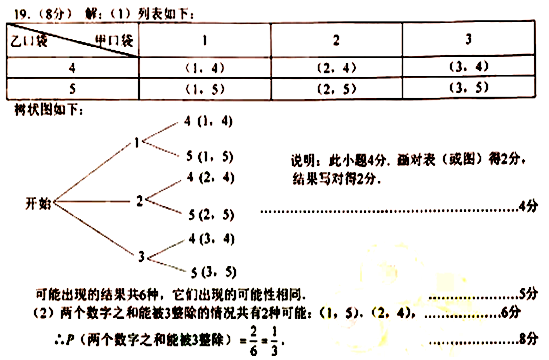 19.（8分） 解：（1）列表如下：
乙口袋 甲口袋 1 2 3
4 （1，4） （2，4） （3，4）
5 （1，5） （2，5） （3，5）
树状图如下：
4（1，4）
1
5（1，5）
说明：此小题4分．画对表（或图）得2分，
4（2，4）
结果写对得2分．
开始 2
……………………………………4分
5（2，5）
4（3，4）
3
5（3，5）
可能出现的结果共6种，它们出现的可能性相同． ……………5分
（2）两个数字之和能被3整除的情况共有2种可能：（1，5）、（2，4）， ……………6分
∴P（两个数字之和能被3整除）=2/6=1/3． ……………8分